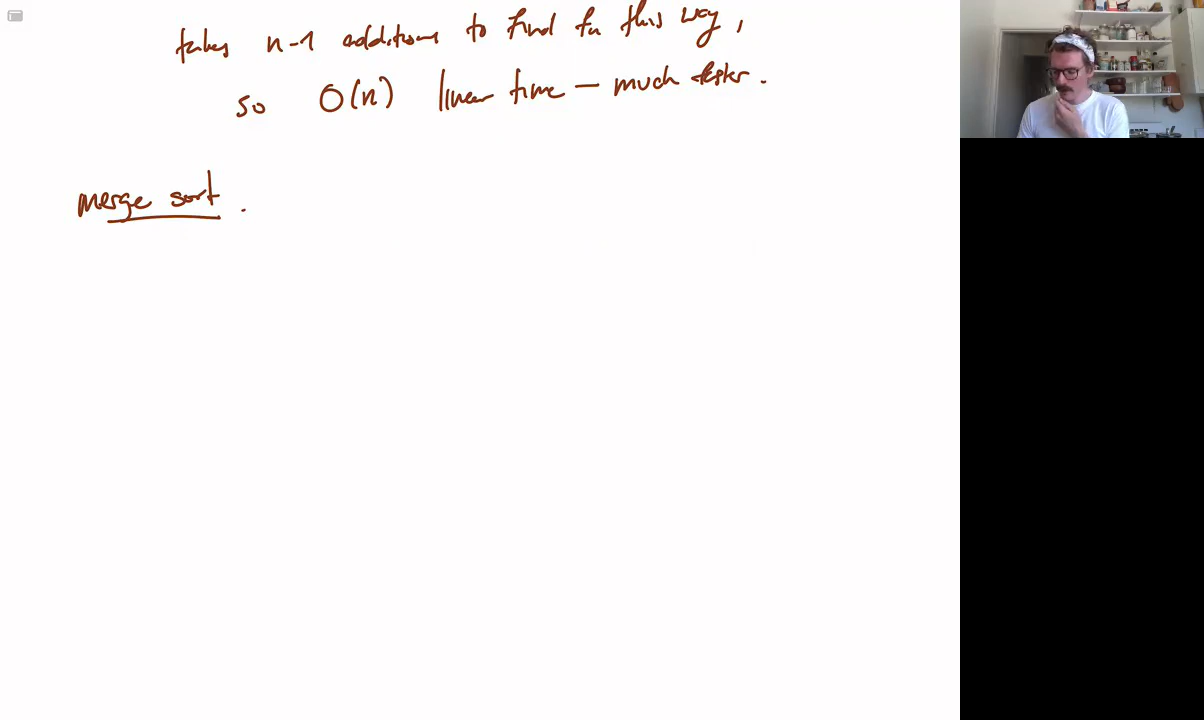 takes n-1 additions to find fn this way,
so O(n) linear time — much faster.
merge sort.